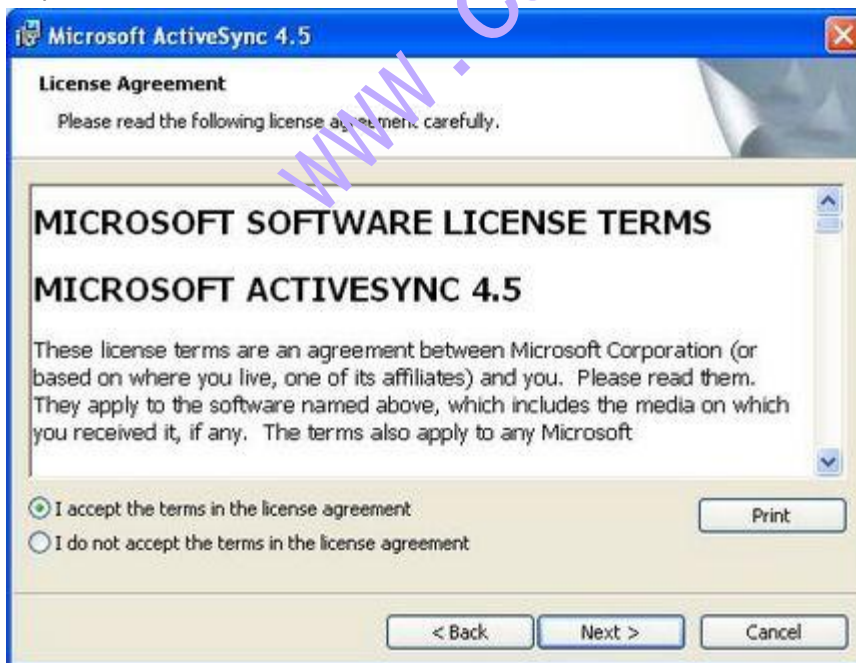 Microsoft ActiveSync 4.5
License Agreement
Please read the following license agreement carefully.
www.
MICROSOFT SOFTWARE LICENSE TERMS
MICROSOFT ACTIVESYNC 4.5
These license terms are an agreement between Microsoft Corporation (or
based on where you live, one of its affiliates) and you. Please read them.
They apply to the software named above, which includes the media on which
you received it, if any. The terms also apply to any Microsoft
I accept the terms in the license agreement
Print
I do not accept the terms in the license agreement
< Back
Next >
Cancel